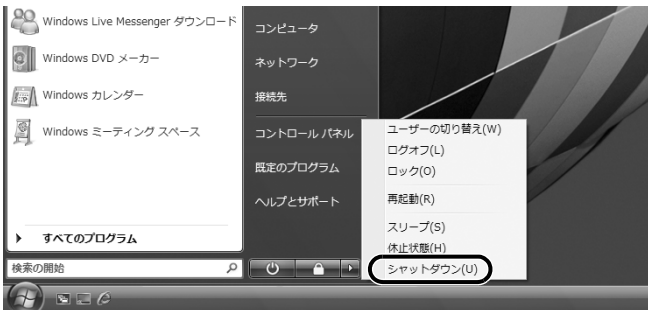 Windows Live Messenger ダウンロード
Windows DVD メーカー
Windows カレンダー
Windows ミーティング スペース
すべてのプログラム
検索の開始
コンピュータ
ネットワーク
接続先
コントロール パネル
既定のプログラム
ヘルプとサポート
ユーザーの切り替え(W)
ログオフ(L)
ロック(O)
再起動(R)
スリープ(S)
休止状態(H)
シャットダウン(U)